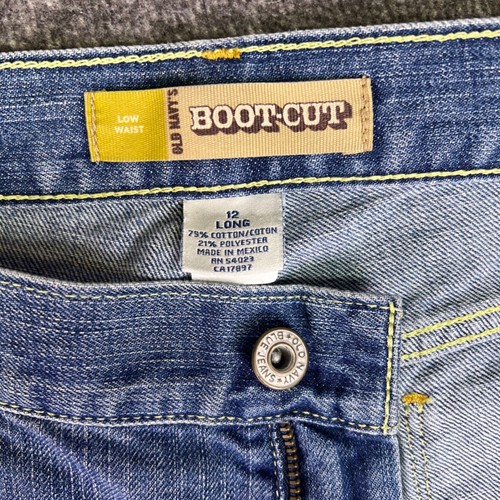 LOW
WAIST
OLD NAVY'S
BOOT-CUT
12
LONG
79% COTTON/COTON
21% POLYESTER
MADE IN MEXICO
RN 54023
CA17897
OLD NAVY
BLUE JEANS